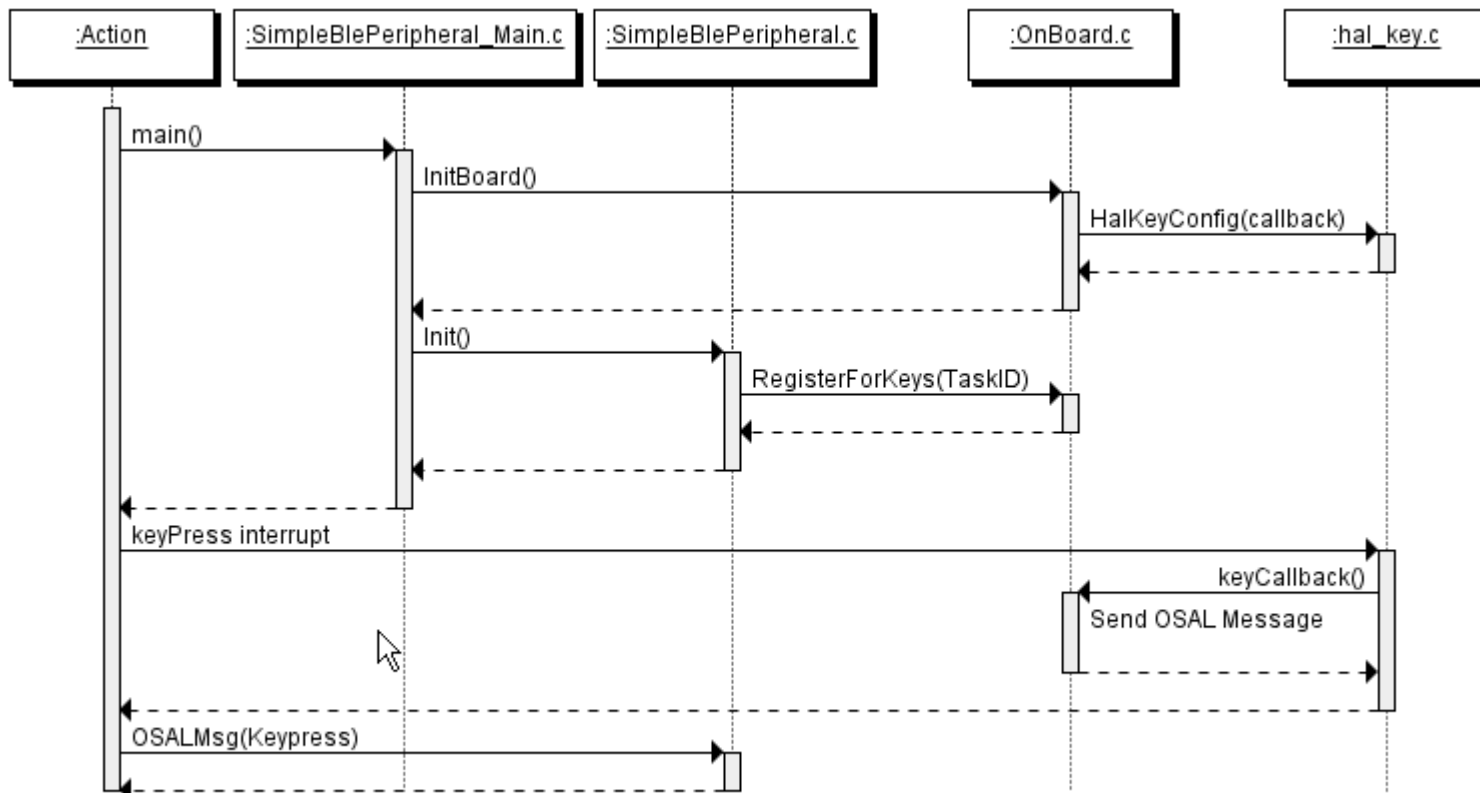 :Action
:SimpleBlePeripheral_Main.c
:SimpleBlePeripheral.c
:OnBoard.c
:hal_key.c
main()
InitBoard()
HalKeyConfig(callback)
Init()
RegisterForKeys(TaskID)
keyPress interrupt
keyCallback()
Send OSAL Message
OSALMsg(Keypress)